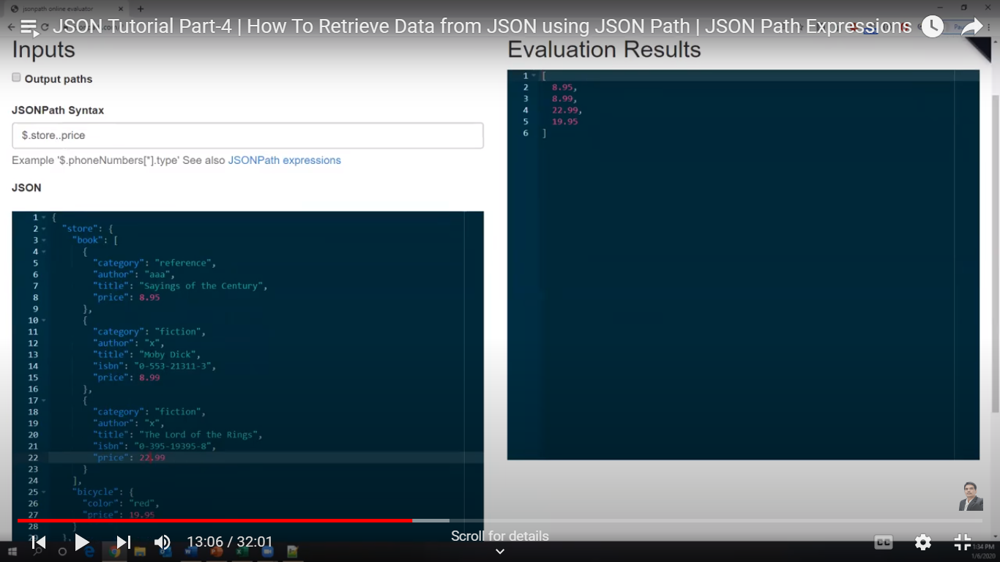 jsonpath online evaluator
JSON Tutorial Part-4 | How To Retrieve Data from JSON using JSON Path | JSON Path Expressions
Inputs
Output paths
JSONPath Syntax
$.store..price
Example '$.phoneNumbers[*].type' See also JSONPath expressions
JSON
1 {
2 "store": {
3 "book": [
4 {
5 "category": "reference",
6 "author": "aaa",
7 "title": "Sayings of the Century",
8 "price": 8.95
9 },
10 {
11 "category": "fiction",
12 "author": "x",
13 "title": "Moby Dick",
14 "isbn": "0-553-21311-3",
15 "price": 8.99
16 },
17 {
18 "category": "fiction",
19 "author": "x",
20 "title": "The Lord of the Rings",
21 "isbn": "0-395-19395-8",
22 "price": 22.99
23 }
24 ],
25 "bicycle": {
26 "color": "red",
27 "price": 19.95
28 }
29 },
Evaluation Results
1 [
2 8.95,
3 8.99,
4 22.99,
5 19.95
6 ]
13:06 / 32:01
Scroll for details
CC
1:34 PM
1/6/2020